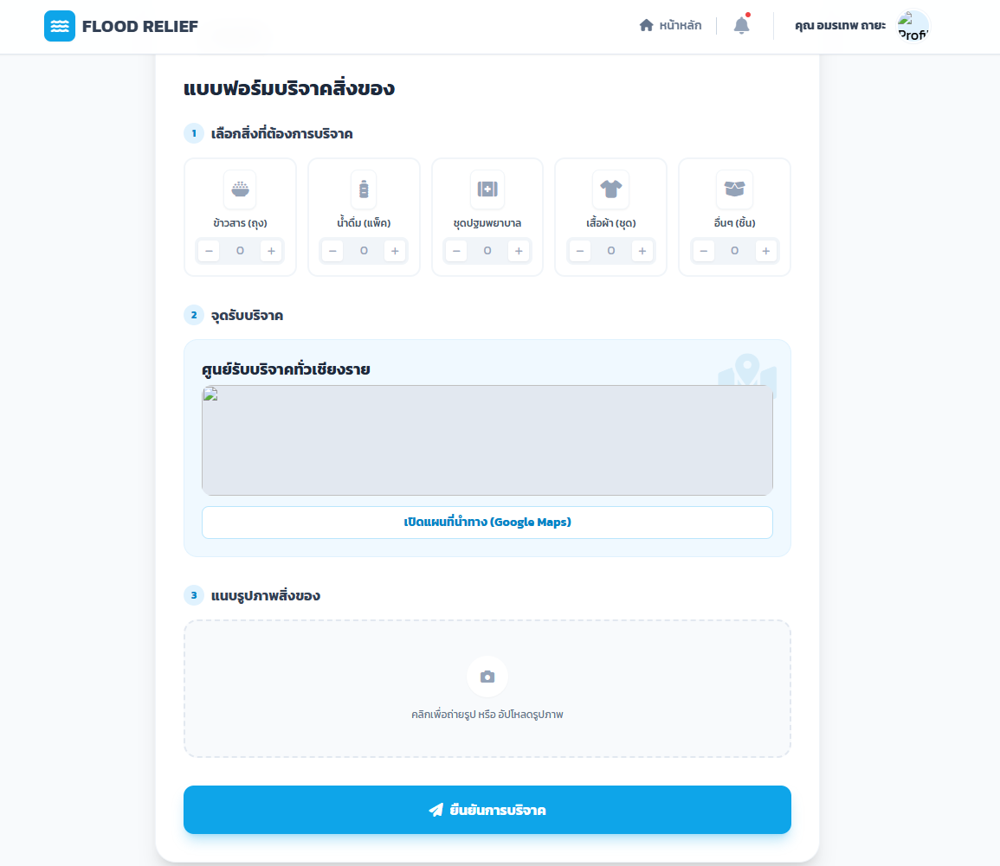 FLOOD RELIEF
หน้าหลัก
คุณ อมรเทพ ถายะ
Profi
แบบฟอร์มบริจาคสิ่งของ
1 เลือกสิ่งที่ต้องการบริจาค
ข้าวสาร (ถุง)
น้ำดื่ม (แพ็ค)
ชุดปฐมพยาบาล
เสื้อผ้า (ชุด)
อื่นๆ (ชิ้น)
− 0 +
− 0 +
− 0 +
− 0 +
− 0 +
2 จุดรับบริจาค
ศูนย์รับบริจาคทั่วเชียงราย
เปิดแผนที่นำทาง (Google Maps)
3 แนบรูปภาพสิ่งของ
คลิกเพื่อถ่ายรูป หรือ อัปโหลดรูปภาพ
ยืนยันการบริจาค